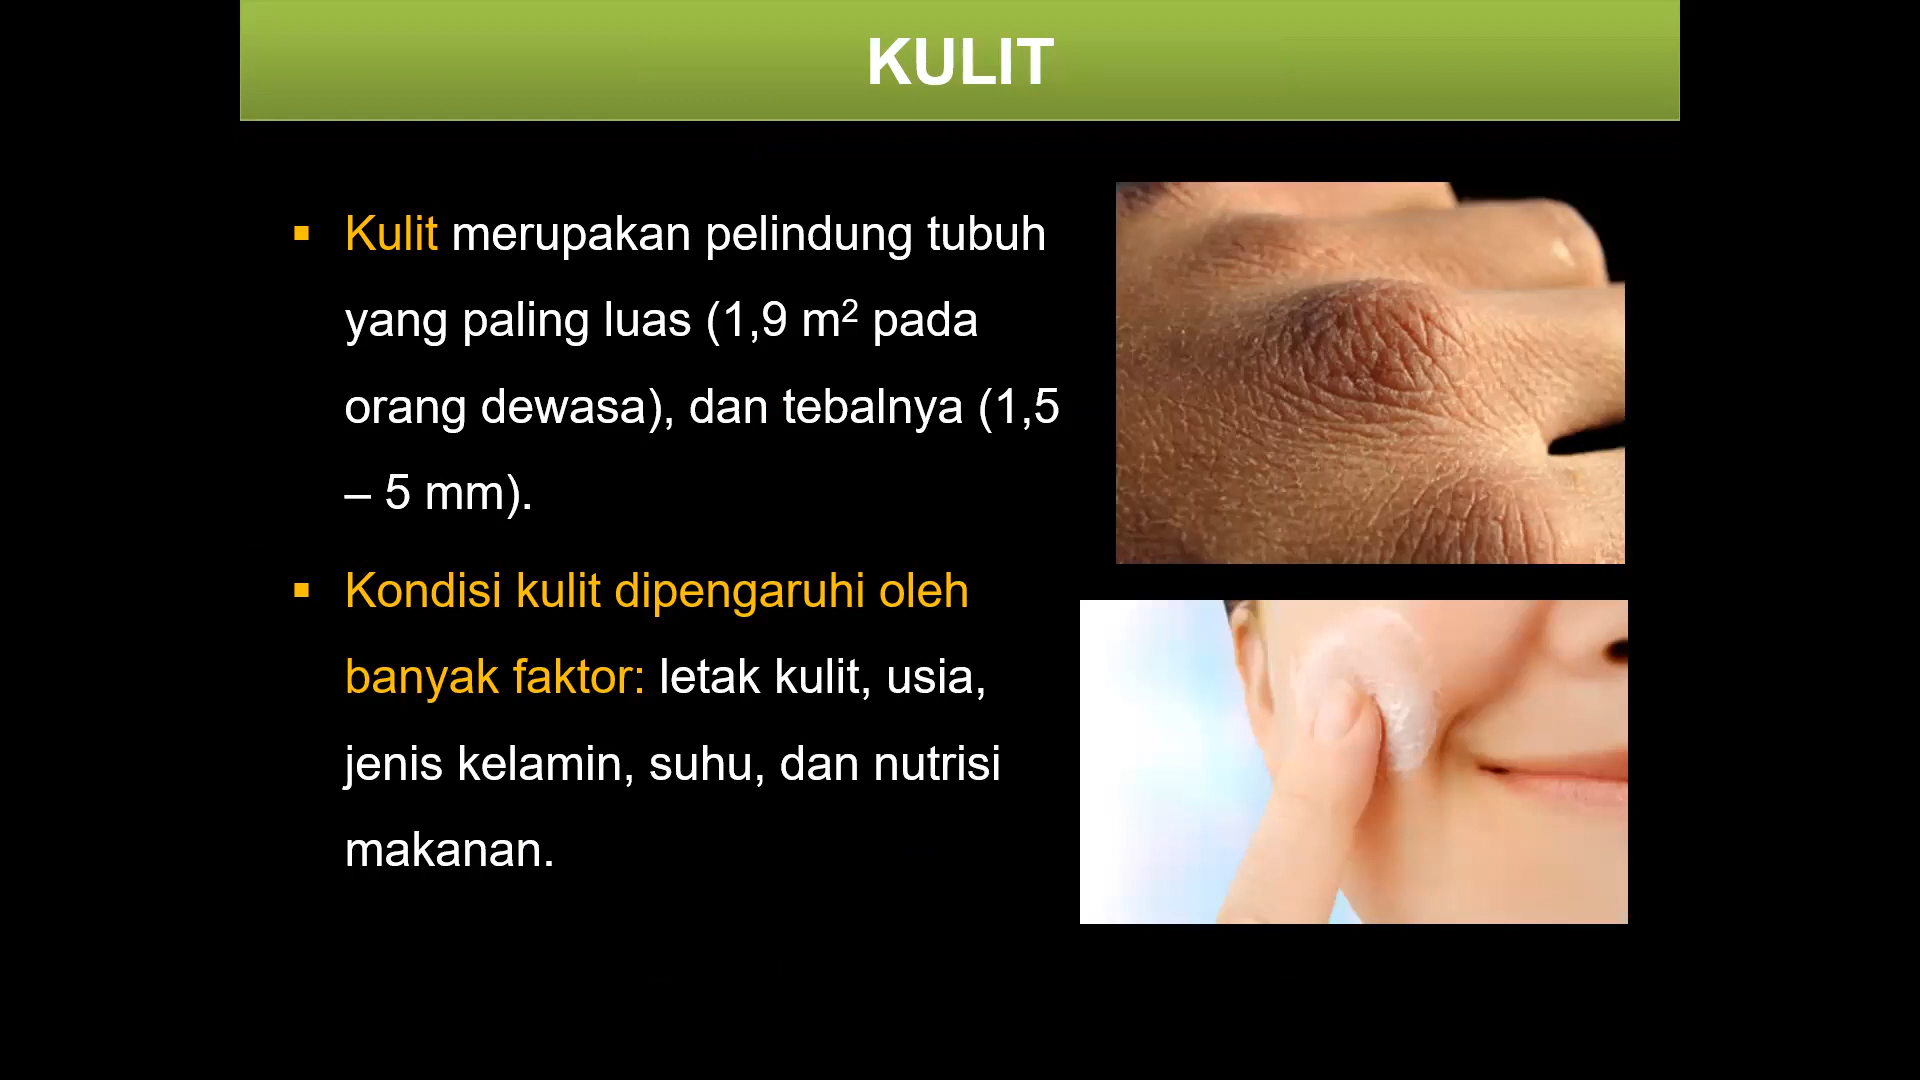 KULIT
▪ Kulit merupakan pelindung tubuh
yang paling luas (1,9 m² pada
orang dewasa), dan tebalnya (1,5
– 5 mm).
▪ Kondisi kulit dipengaruhi oleh
banyak faktor: letak kulit, usia,
jenis kelamin, suhu, dan nutrisi
makanan.